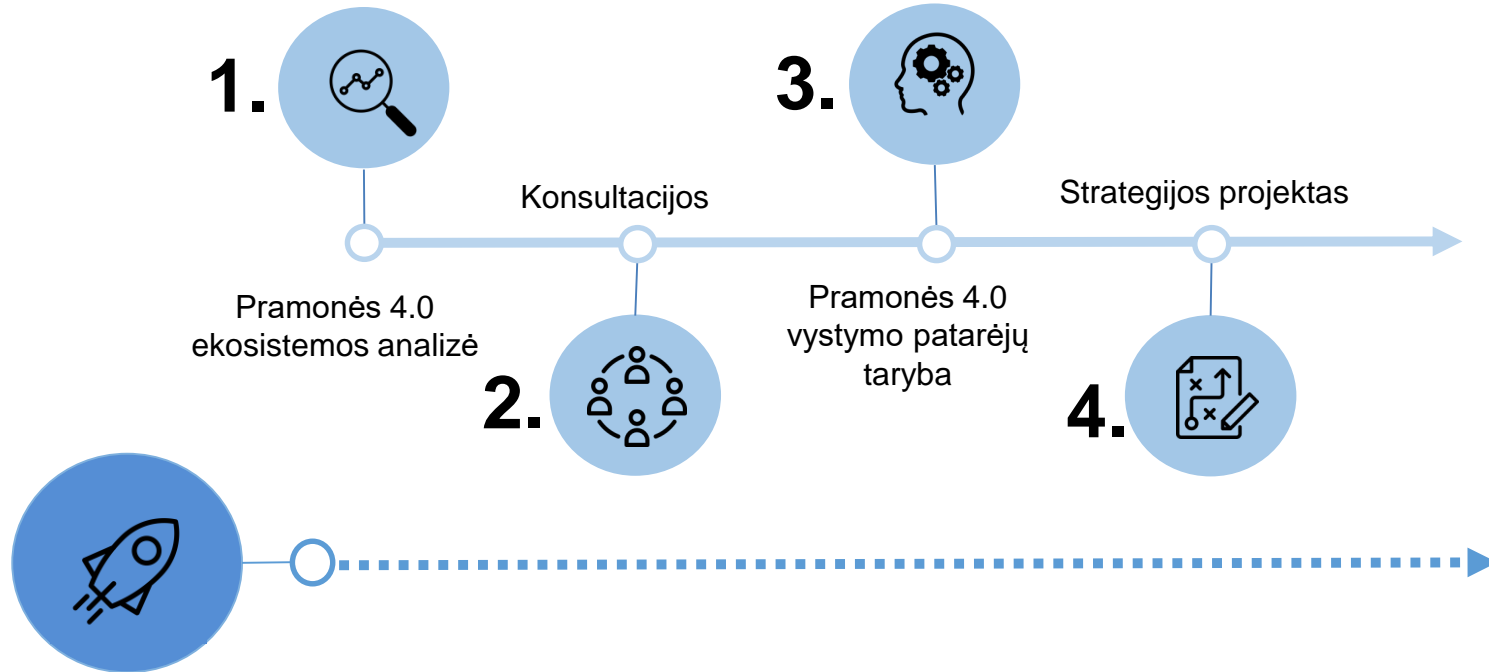 1.
Pramonės 4.0
ekosistemos analizė
2.
Konsultacijos
3.
Pramonės 4.0
vystymo patarėjų
taryba
4.
Strategijos projektas